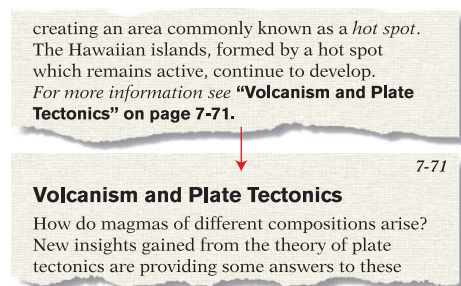 creating an area commonly known as a hot spot.
The Hawaiian islands, formed by a hot spot
which remains active, continue to develop.
For more information see "Volcanism and Plate
Tectonics" on page 7-71.
7-71
Volcanism and Plate Tectonics
How do magmas of different compositions arise?
New insights gained from the theory of plate
tectonics are providing some answers to these